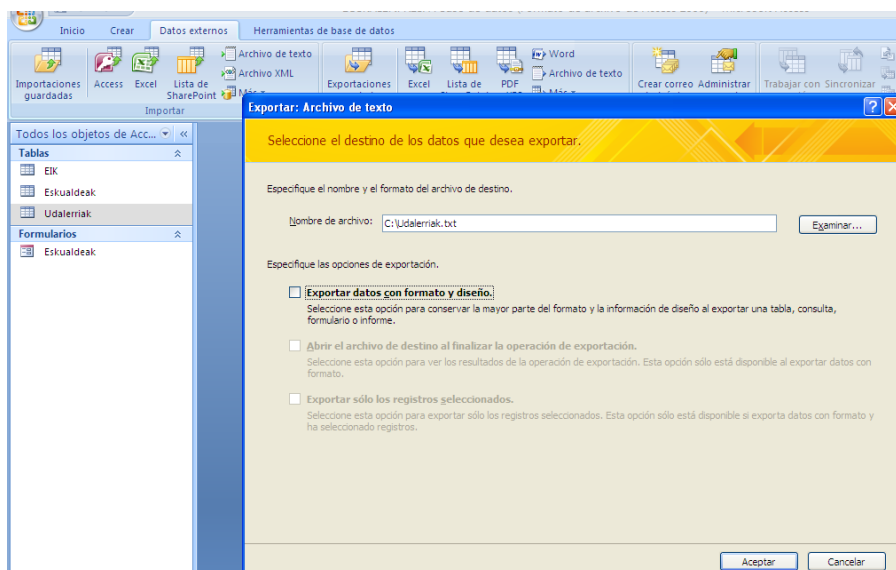 Inicio Crear Datos externos Herramientas de base de datos
Importaciones guardadas
Access
Excel
Lista de SharePoint
Archivo de texto
Archivo XML
Importar
Exportaciones
Excel
Lista de
PDF
Word
Archivo de texto
Crear correo
Administrar
Trabajar con
Sincronizar
Todos los objetos de Acc...
Tablas
EIK
Eskualdeak
Udalerriak
Formularios
Eskualdeak
Exportar: Archivo de texto
Seleccione el destino de los datos que desea exportar.
Especifique el nombre y el formato del archivo de destino.
Nombre de archivo: C:\Udalerriak.txt Examinar...
Especifique las opciones de exportación.
Exportar datos con formato y diseño.
Seleccione esta opción para conservar la mayor parte del formato y la información de diseño al exportar una tabla, consulta,
formulario o informe.
Abrir el archivo de destino al finalizar la operación de exportación.
Seleccione esta opción para ver los resultados de la operación de exportación. Esta opción sólo está disponible al exportar datos con
formato.
Exportar sólo los registros seleccionados.
Seleccione esta opción para exportar sólo los registros seleccionados. Esta opción sólo está disponible si exporta datos con formato y
ha seleccionado registros.
Aceptar Cancelar